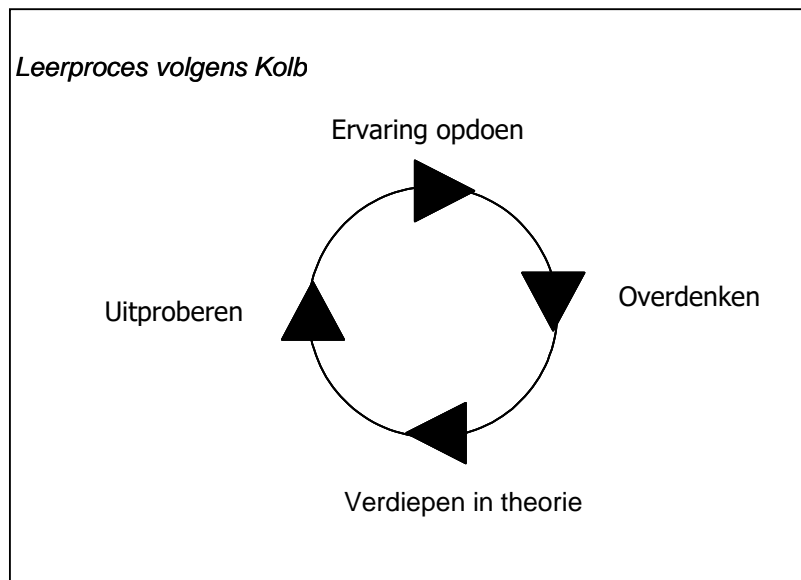 Leerproces volgens Kolb
Ervaring opdoen
Uitproberen
Overdenken
Verdiepen in theorie